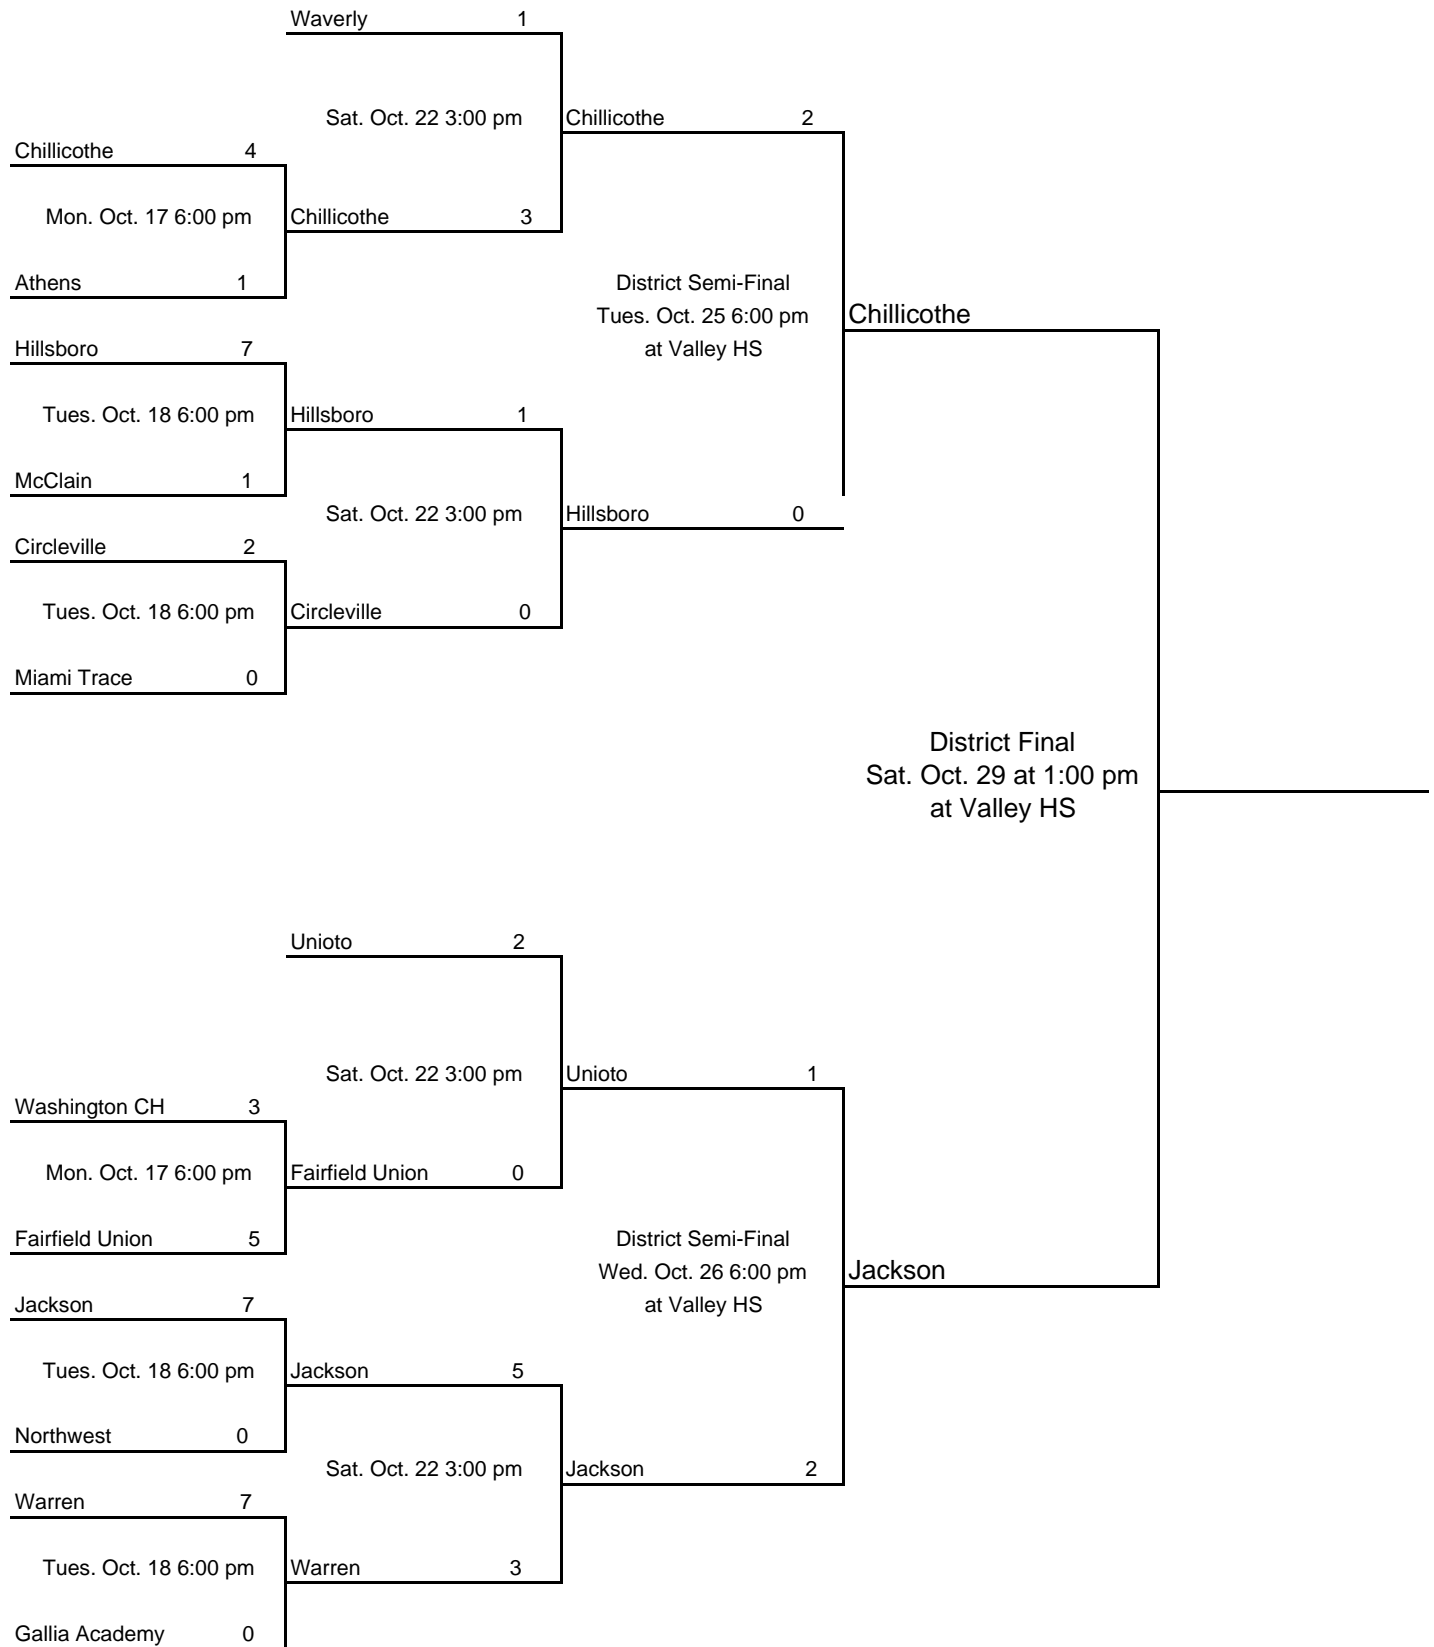 Waverly 1
Sat. Oct. 22 3:00 pm
Chillicothe 2
Chillicothe 4
Mon. Oct. 17 6:00 pm
Chillicothe 3
Athens 1
District Semi-Final
Tues. Oct. 25 6:00 pm
at Valley HS
Chillicothe
Hillsboro 7
Tues. Oct. 18 6:00 pm
Hillsboro 1
McClain 1
Sat. Oct. 22 3:00 pm
Hillsboro 0
Circleville 2
Tues. Oct. 18 6:00 pm
Circleville 0
Miami Trace 0
District Final
Sat. Oct. 29 at 1:00 pm
at Valley HS
Unioto 2
Sat. Oct. 22 3:00 pm
Unioto 1
Washington CH 3
Mon. Oct. 17 6:00 pm
Fairfield Union 0
Fairfield Union 5
District Semi-Final
Wed. Oct. 26 6:00 pm
at Valley HS
Jackson
Jackson 7
Tues. Oct. 18 6:00 pm
Jackson 5
Northwest 0
Sat. Oct. 22 3:00 pm
Jackson 2
Warren 7
Tues. Oct. 18 6:00 pm
Warren 3
Gallia Academy 0